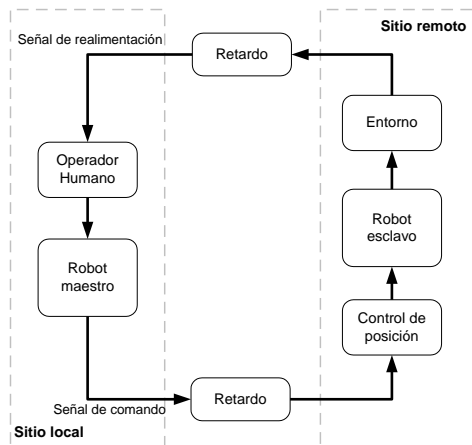 Sitio remoto
Señal de realimentación
Retardo
Entorno
Operador
Humano
Robot
esclavo
Robot
maestro
Control de
posición
Retardo
Señal de comando
Sitio local